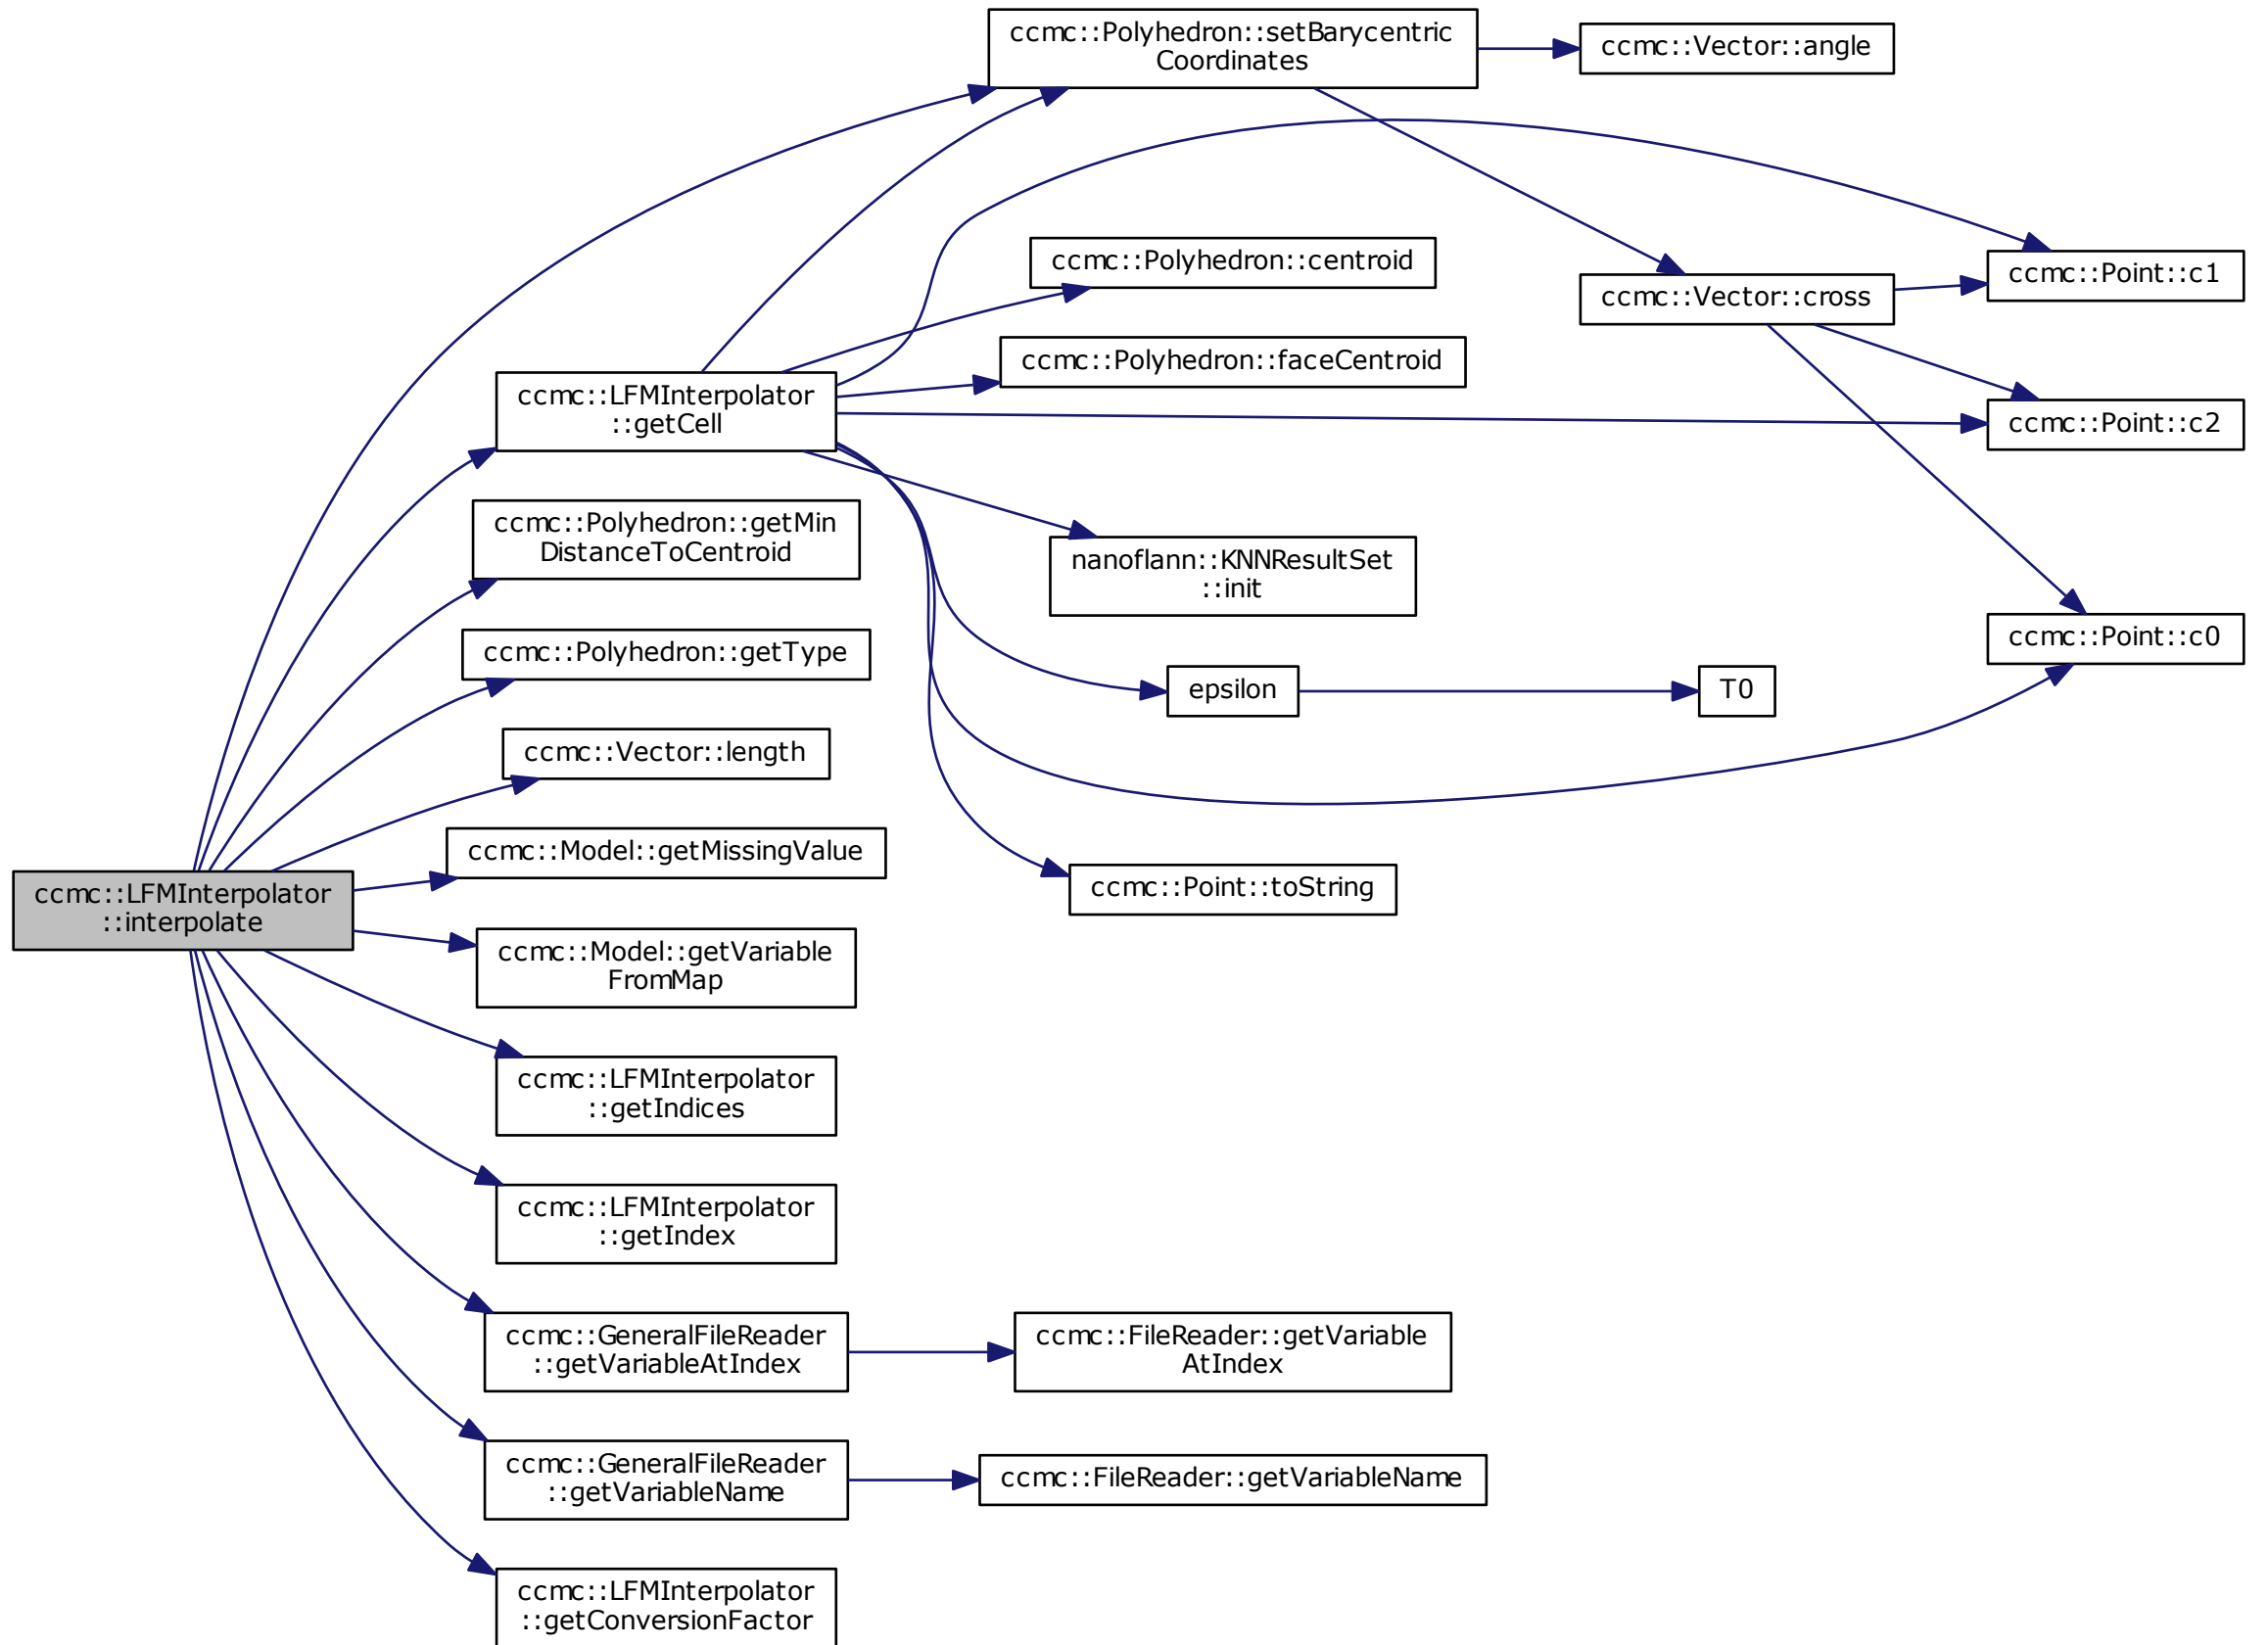 ccmc::Polyhedron::setBarycentric
Coordinates
ccmc::Vector::angle
ccmc::Polyhedron::centroid
ccmc::Point::c1
ccmc::Vector::cross
ccmc::Polyhedron::faceCentroid
ccmc::LFMInterpolator
::getCell
ccmc::Point::c2
ccmc::Polyhedron::getMin
DistanceToCentroid
nanoflann::KNNResultSet
::init
ccmc::Point::c0
ccmc::Polyhedron::getType
epsilon
T0
ccmc::Vector::length
ccmc::Model::getMissingValue
ccmc::Point::toString
ccmc::LFMInterpolator
::interpolate
ccmc::Model::getVariable
FromMap
ccmc::LFMInterpolator
::getIndices
ccmc::LFMInterpolator
::getIndex
ccmc::GeneralFileReader
::getVariableAtIndex
ccmc::FileReader::getVariable
AtIndex
ccmc::GeneralFileReader
::getVariableName
ccmc::FileReader::getVariableName
ccmc::LFMInterpolator
::getConversionFactor